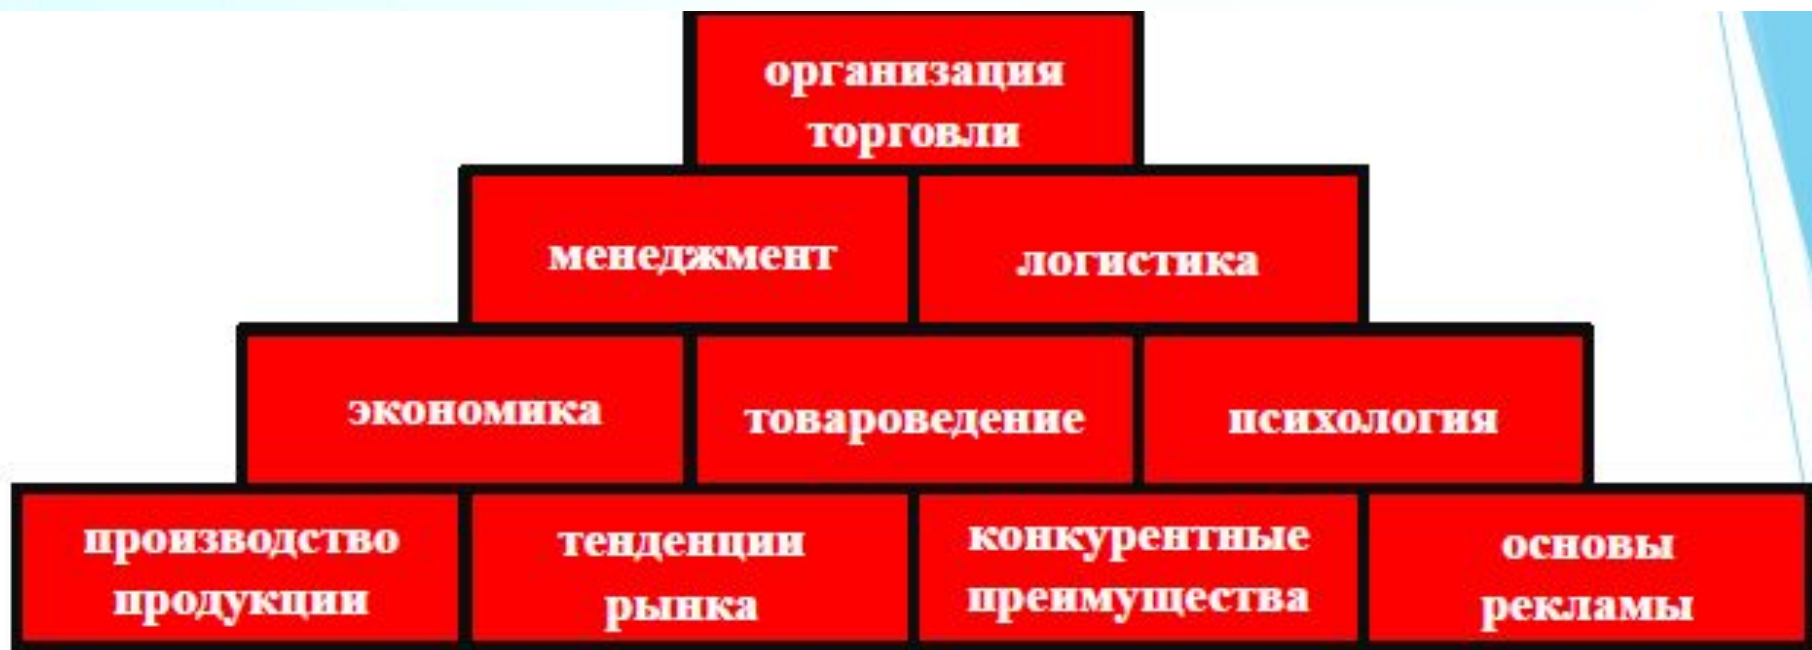 организация
торговли
менеджмент
логистика
экономика
товароведение
психология
производство
продукции
тенденции
рынка
конкурентные
преимущества
основы
рекламы